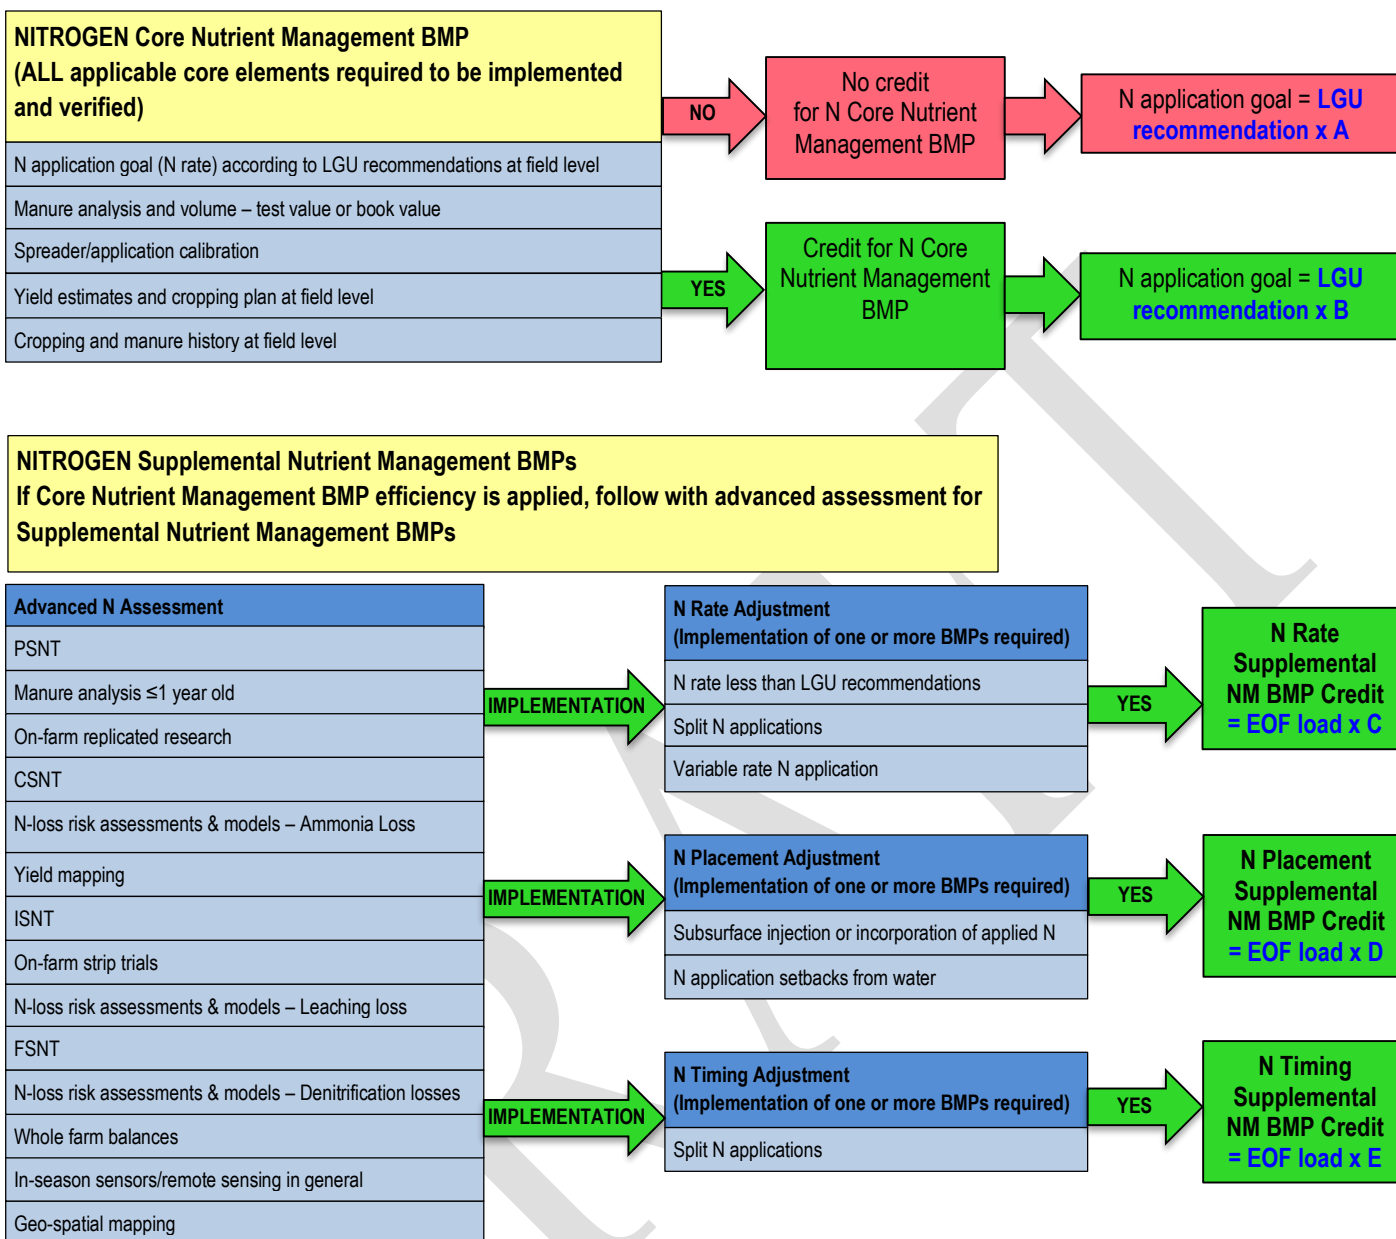 NITROGEN Core Nutrient Management BMP
(ALL applicable core elements required to be implemented
and verified)
N application goal (N rate) according to LGU recommendations at field level
Manure analysis and volume – test value or book value
Spreader/application calibration
Yield estimates and cropping plan at field level
Cropping and manure history at field level
NO
No credit
for N Core Nutrient
Management BMP
N application goal = LGU
recommendation x A
YES
Credit for N Core
Nutrient Management
BMP
N application goal = LGU
recommendation x B
NITROGEN Supplemental Nutrient Management BMPs
If Core Nutrient Management BMP efficiency is applied, follow with advanced assessment for
Supplemental Nutrient Management BMPs
Advanced N Assessment
PSNT
Manure analysis ≤1 year old
On-farm replicated research
CSNT
N-loss risk assessments & models – Ammonia Loss
Yield mapping
ISNT
On-farm strip trials
N-loss risk assessments & models – Leaching loss
FSNT
N-loss risk assessments & models – Denitrification losses
Whole farm balances
In-season sensors/remote sensing in general
Geo-spatial mapping
IMPLEMENTATION
N Rate Adjustment
(Implementation of one or more BMPs required)
N rate less than LGU recommendations
Split N applications
Variable rate N application
YES
N Rate
Supplemental
NM BMP Credit
= EOF load x C
IMPLEMENTATION
N Placement Adjustment
(Implementation of one or more BMPs required)
Subsurface injection or incorporation of applied N
N application setbacks from water
YES
N Placement
Supplemental
NM BMP Credit
= EOF load x D
IMPLEMENTATION
N Timing Adjustment
(Implementation of one or more BMPs required)
Split N applications
YES
N Timing
Supplemental
NM BMP Credit
= EOF load x E